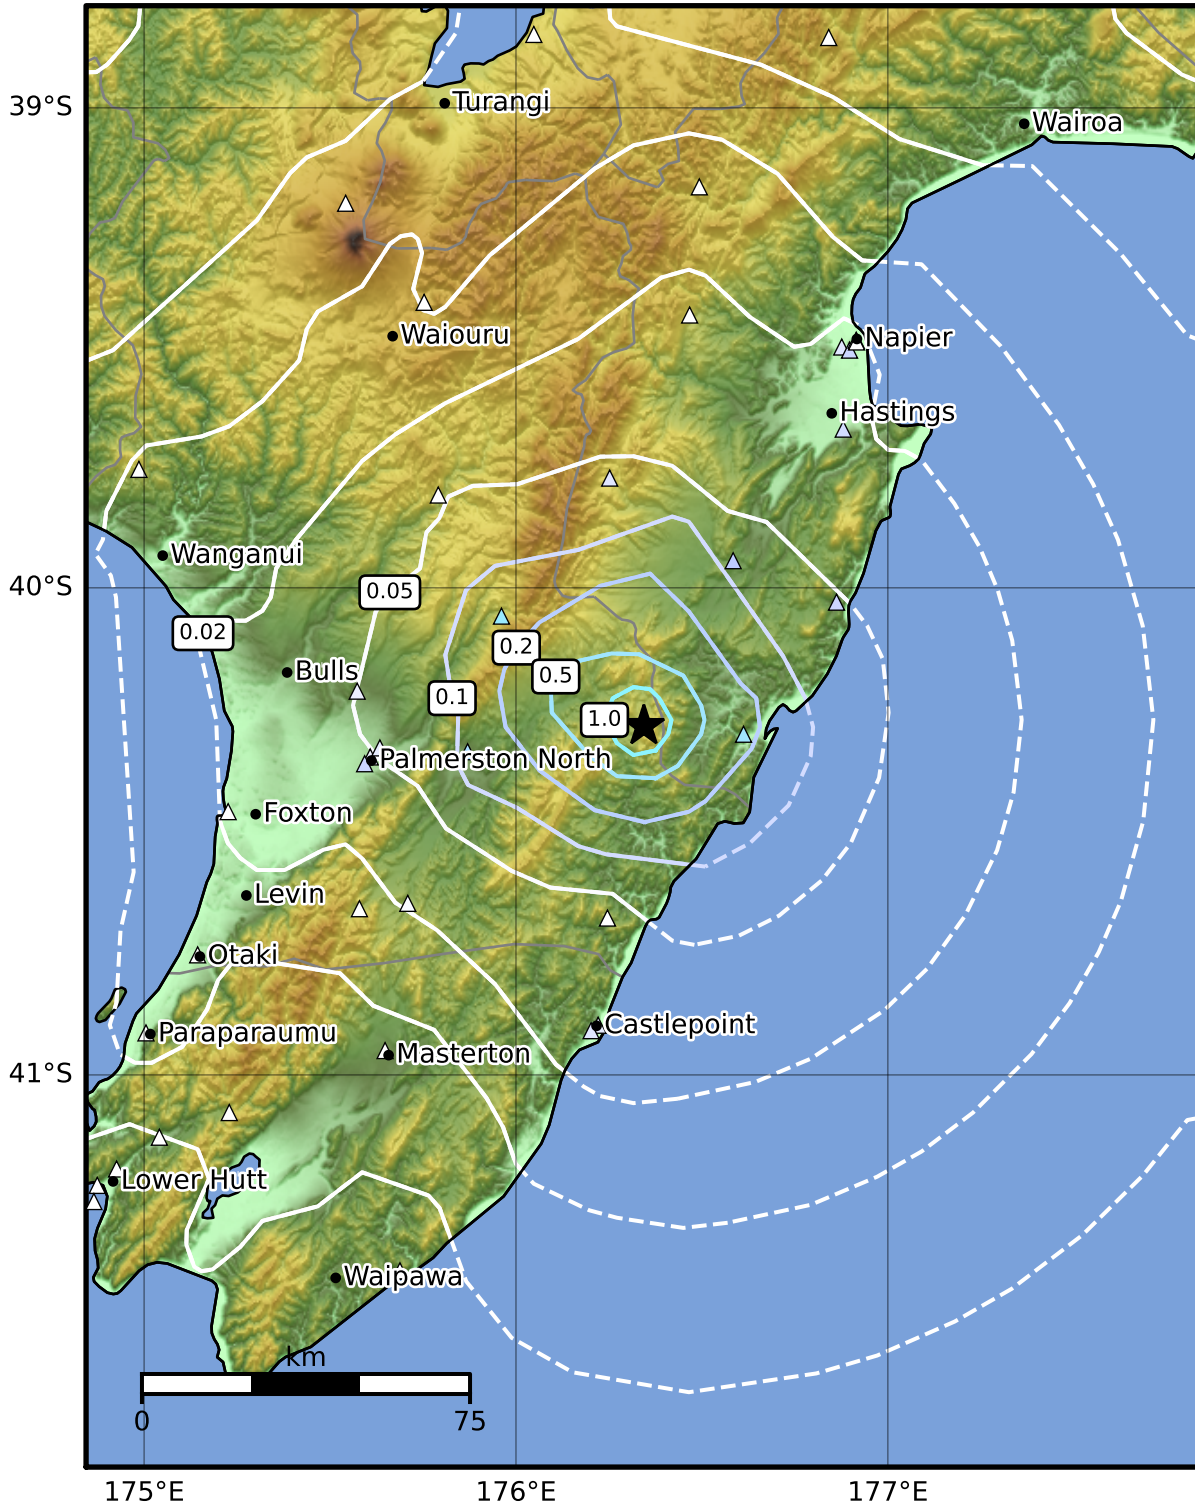 39°S
Turangi
Wairoa
Waiouru
Napier
Hastings
Wanganui
40°S
0.05
0.02
0.2
Bulls
0.5
0.1
1.0
Palmerston North
Foxton
Levin
Otaki
Castlepoint
Paraparaumu
Masterton
41°S
Lower Hutt
Waipawa
km
0
75
175°E
176°E
177°E